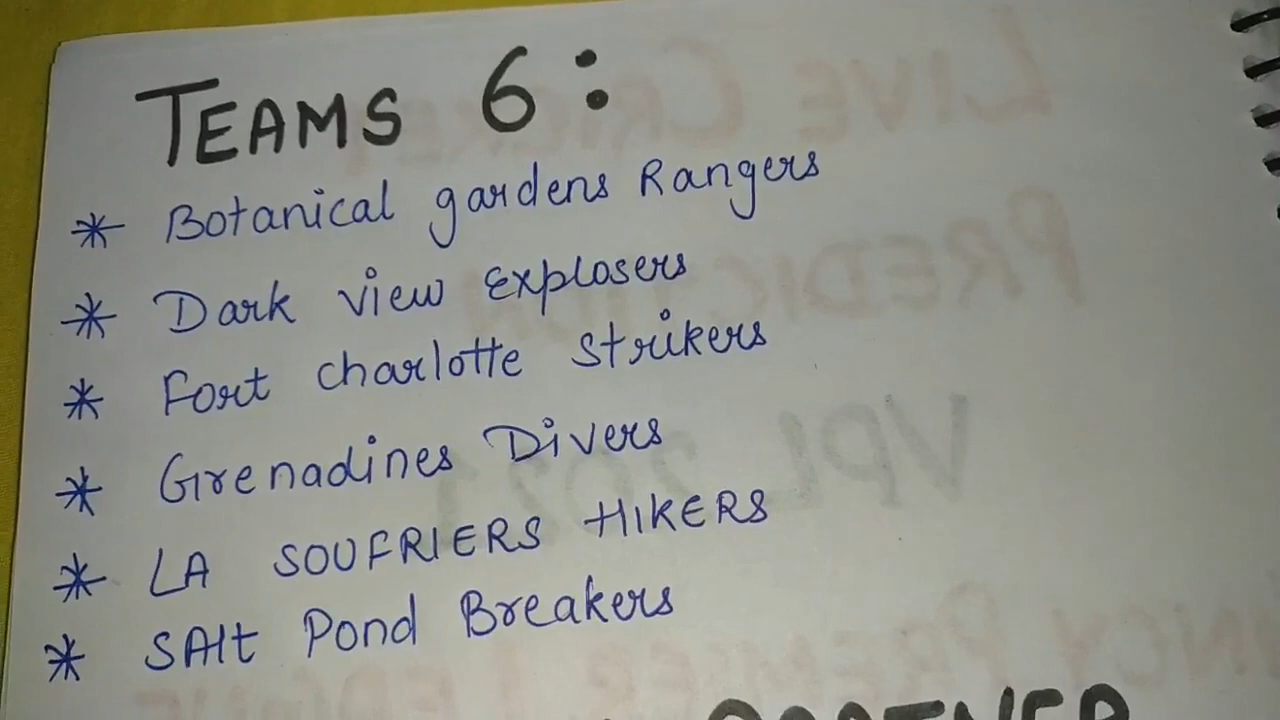 TEAMS 6:
* Botanical gardens Rangers
* Dark view Explosers
* Fort charlotte Strikers
* Grenadines Divers
* LA SOUFRIERS HIKERS
* SAlt Pond Breakers